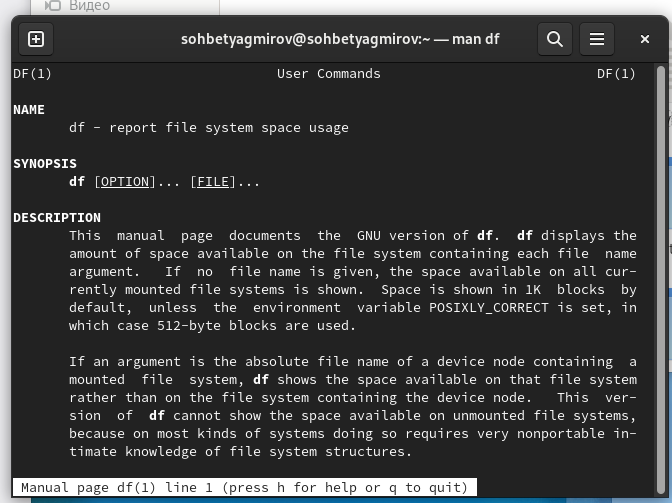 Видео
sohbetyagmirov@sohbetyagmirov:~ — man df
DF(1) User Commands DF(1)
NAME
df - report file system space usage
SYNOPSIS
df [OPTION]... [FILE]...
DESCRIPTION
This manual page documents the GNU version of df. df displays the
amount of space available on the file system containing each file name
argument. If no file name is given, the space available on all cur-
rently mounted file systems is shown. Space is shown in 1K blocks by
default, unless the environment variable POSIXLY_CORRECT is set, in
which case 512-byte blocks are used.
If an argument is the absolute file name of a device node containing a
mounted file system, df shows the space available on that file system
rather than on the file system containing the device node. This ver-
sion of df cannot show the space available on unmounted file systems,
because on most kinds of systems doing so requires very nonportable in-
timate knowledge of file system structures.
Manual page df(1) line 1 (press h for help or q to quit)